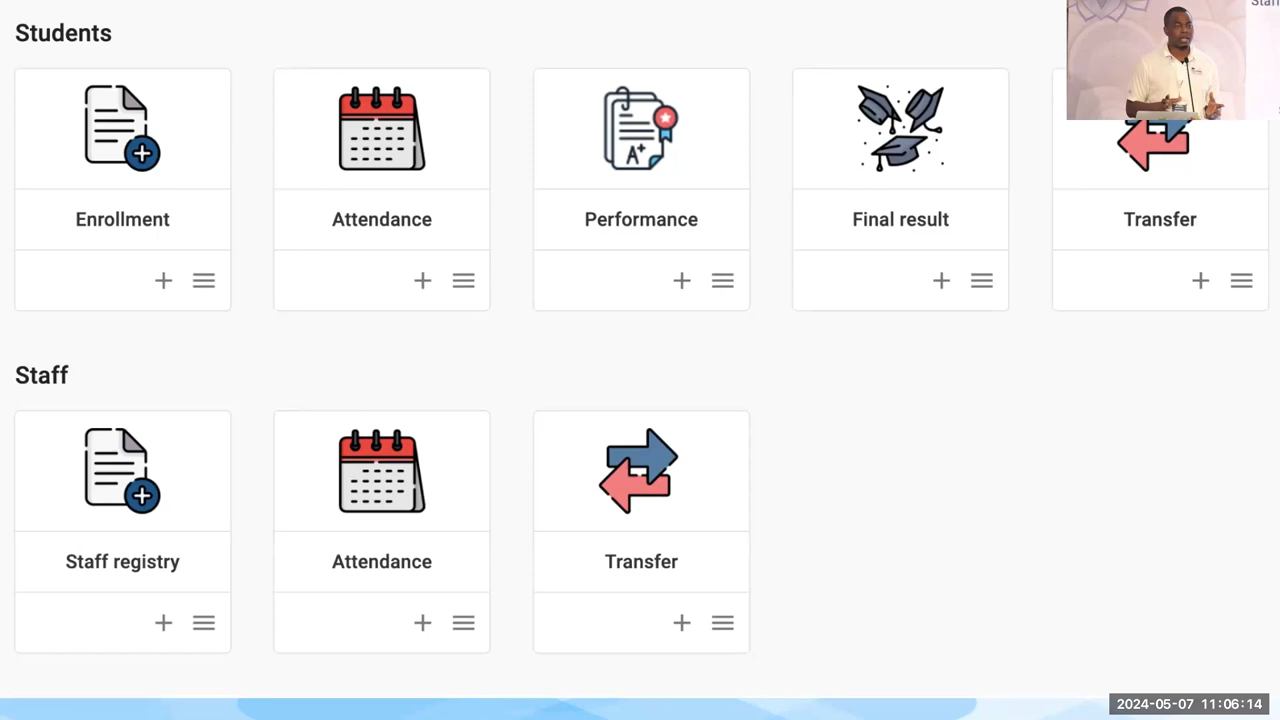 Students
Enrollment
Attendance
Performance
A+
Final result
Transfer
Staff
Staff registry
Attendance
Transfer
2024-05-07 11:06:14